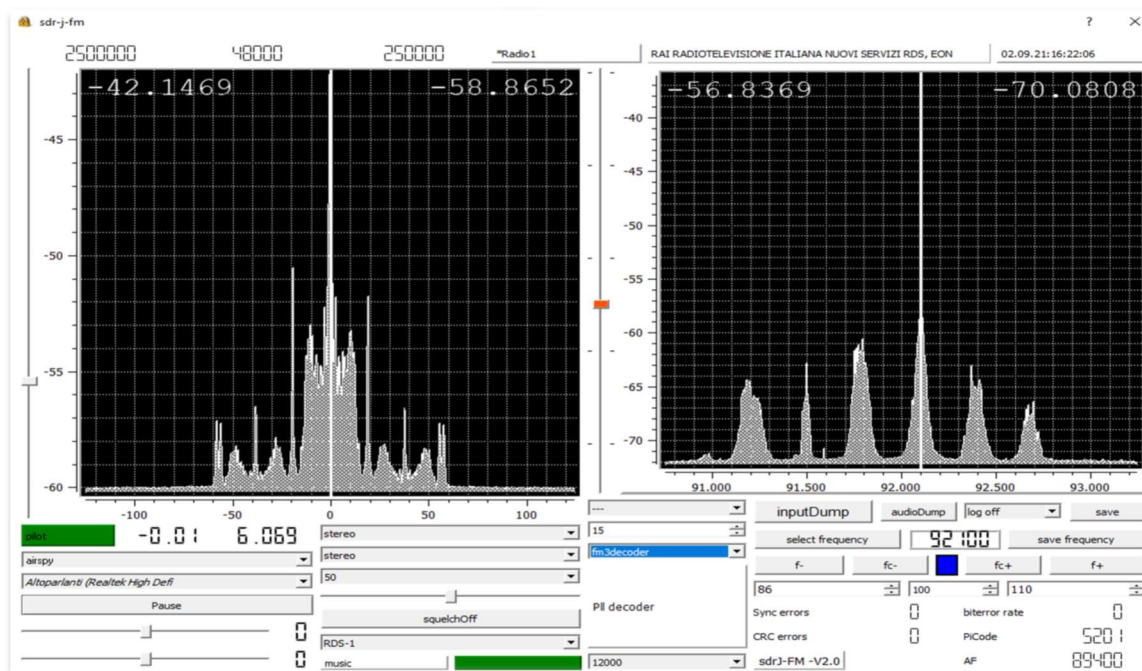 sdr-j-fm ?
2500000 48000 250000 *Radio1 RAI RADIOTELEVISIONE ITALIANA NUOVI SERVIZI RDS, EON 02.09.21:16:22:06
-42.1469 -58.8652 -56.8369 -70.0808
-45
-50
-55
-60
-100 -50 0 50 100
-40
-45
-50
-55
-60
-65
-70
91.000 91.500 92.000 92.500 93.000
pilot -0.01 6.069
airspy
Altoparlanti (Realtek High Defi
Pause
0
0
stereo
stereo
50
squelchOff
RDS-1
music
---
15
fm3decoder
Pll decoder
12000
inputDump audioDump log off save
select frequency 92100 save frequency
f- fc- fc+ f+
86 100 110
Sync errors 0 biterror rate 0
CRC errors 0 PiCode 5201
sdrJ-FM -V2.0 AF 89400